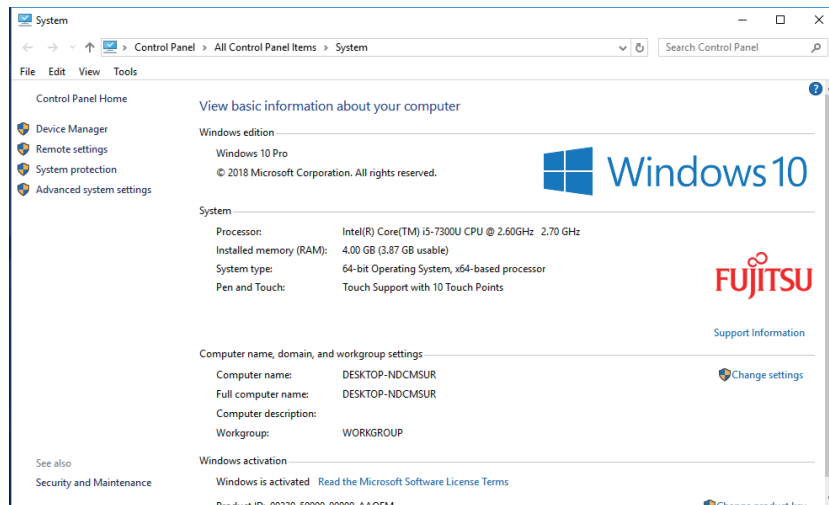 System
Control Panel > All Control Panel Items > System
Search Control Panel
File Edit View Tools
Control Panel Home
Device Manager
Remote settings
System protection
Advanced system settings
See also
Security and Maintenance
View basic information about your computer
Windows edition
Windows 10 Pro
© 2018 Microsoft Corporation. All rights reserved.
Windows 10
System
Processor: Intel(R) Core(TM) i5-7300U CPU @ 2.60GHz 2.70 GHz
Installed memory (RAM): 4.00 GB (3.87 GB usable)
System type: 64-bit Operating System, x64-based processor
Pen and Touch: Touch Support with 10 Touch Points
FUJITSU
Support Information
Computer name, domain, and workgroup settings
Computer name: DESKTOP-NDCMSUR
Change settings
Full computer name: DESKTOP-NDCMSUR
Computer description:
Workgroup: WORKGROUP
Windows activation
Windows is activated Read the Microsoft Software License Terms
Product ID:
Change product key